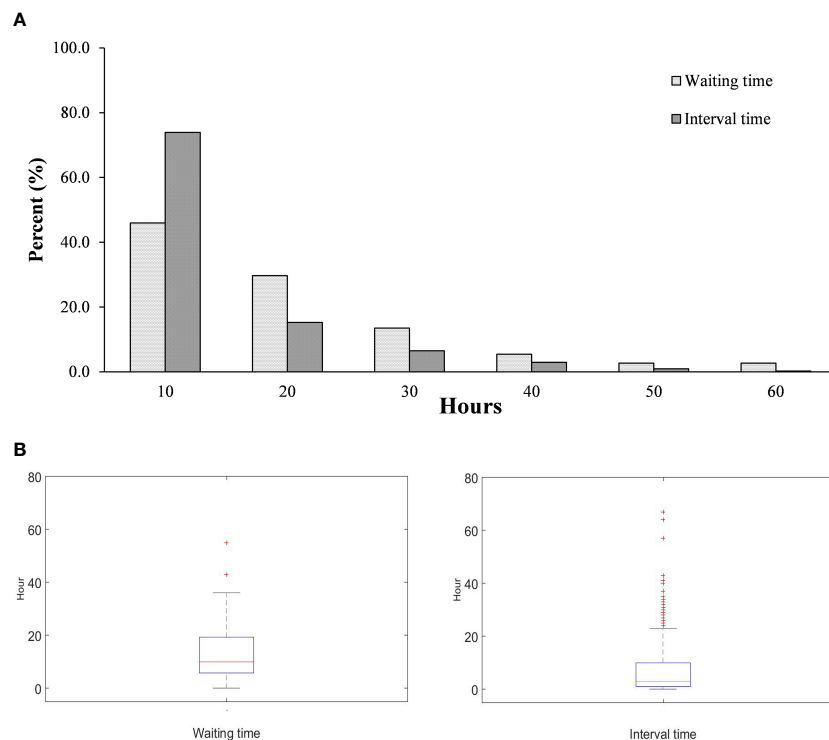 A
100.0
80.0
60.0
40.0
20.0
0.0
Percent (%)
Waiting time
Interval time
10 20 30 40 50 60
Hours
B
80
60
40
20
0
Hour
Waiting time
80
60
40
20
0
Hour
Interval time